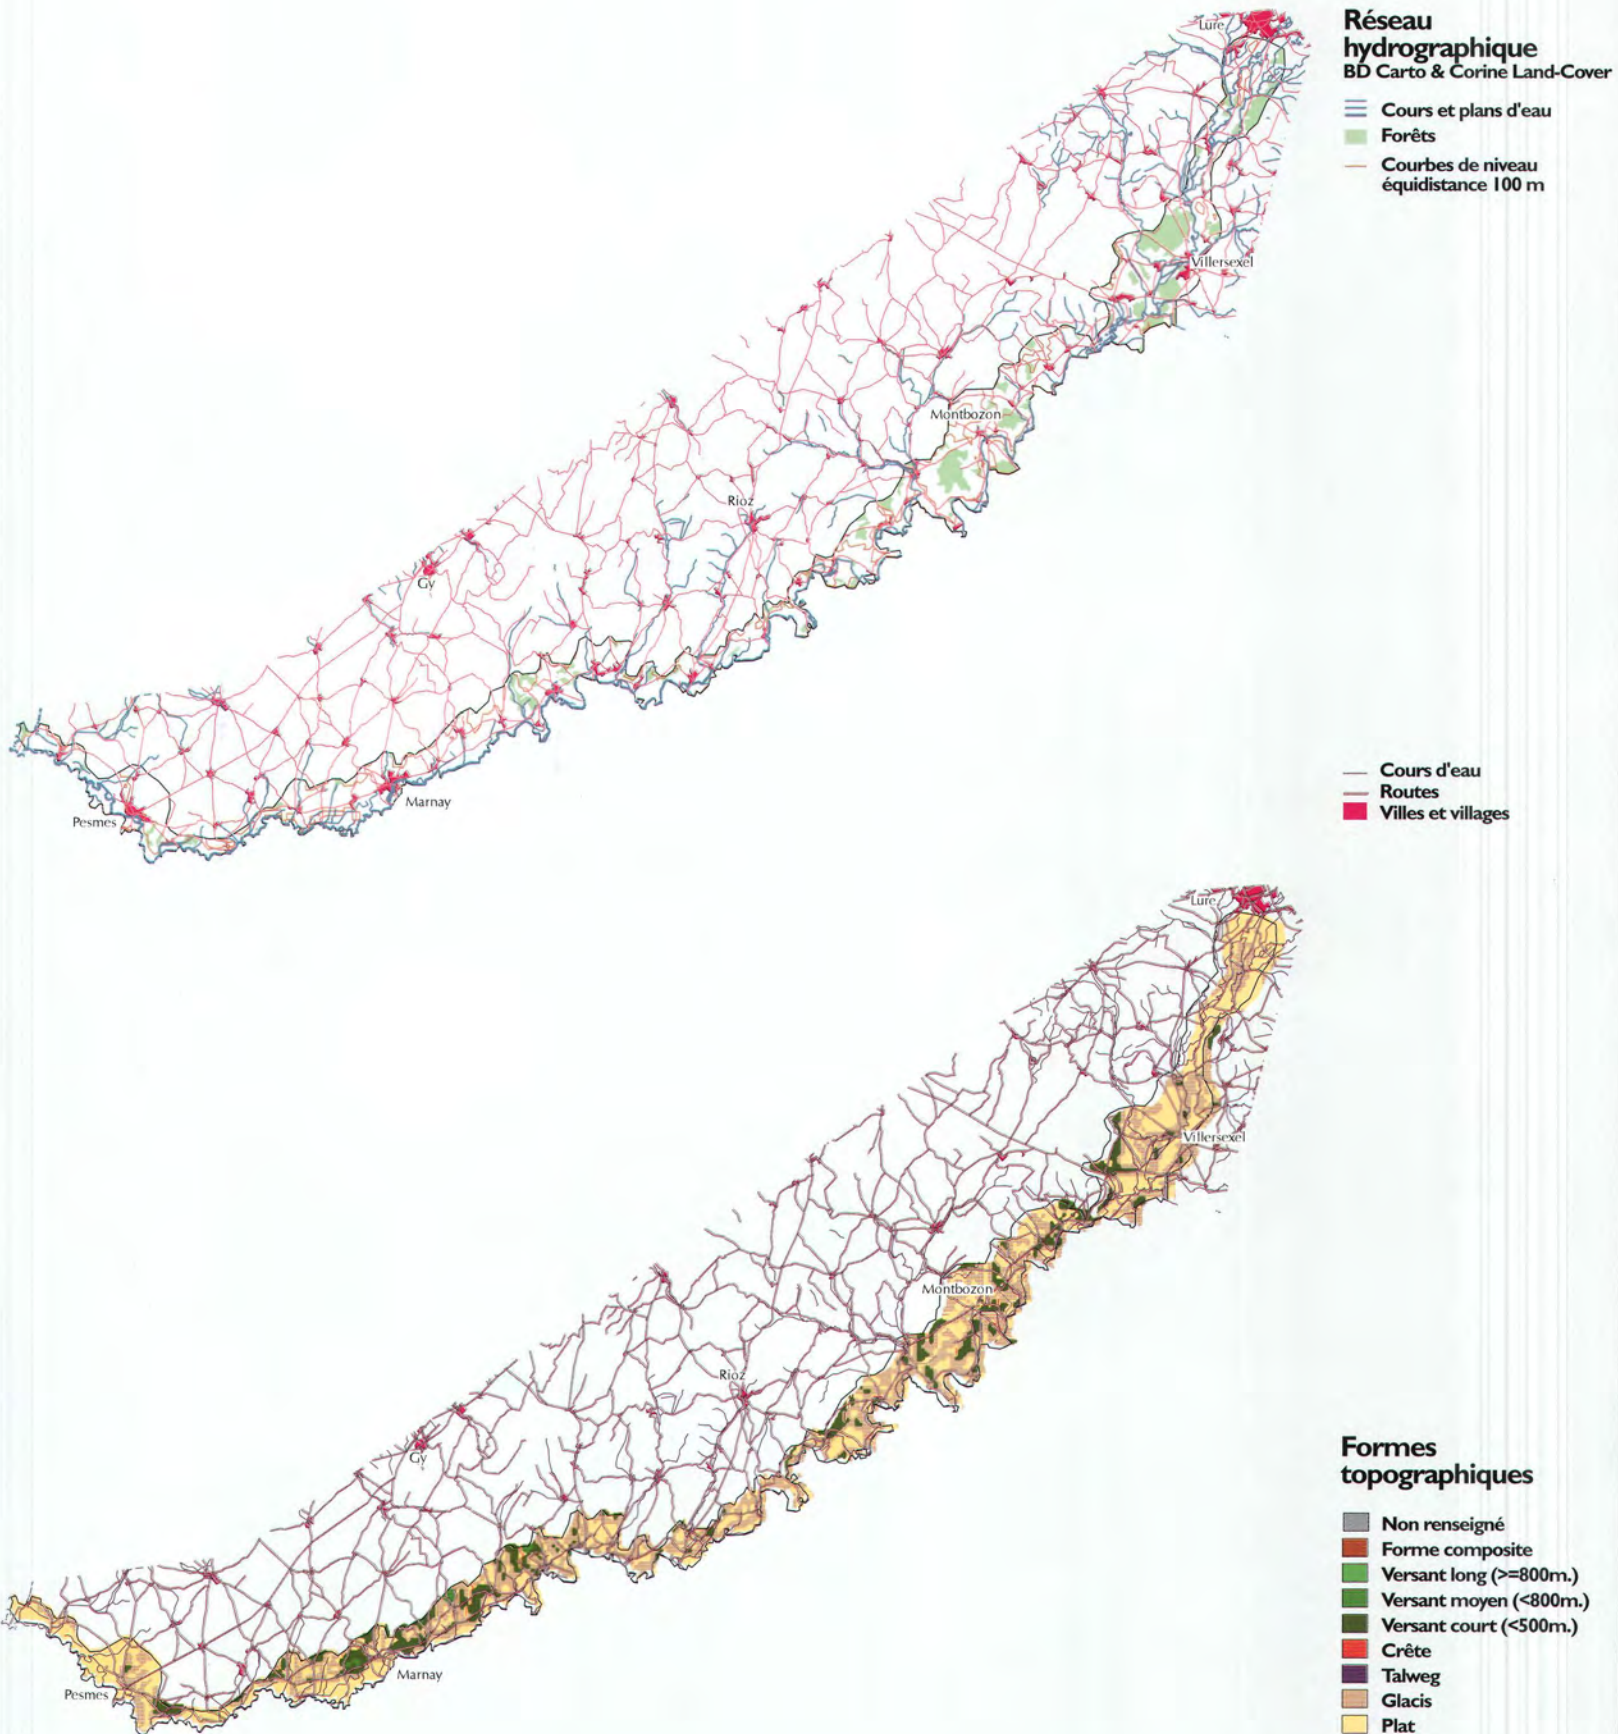 Réseau
hydrographique
BD Carto & Corine Land-Cover
Cours et plans d'eau
Forêts
Courbes de niveau
équidistance 100 m
Lure
Villersexel
Montbozon
Rioz
Gy
Marnay
Pesmes
Cours d'eau
Routes
Villes et villages
Lure
Villersexel
Montbozon
Rioz
Gy
Marnay
Pesmes
Formes
topographiques
Non renseigné
Forme composite
Versant long (>=800m.)
Versant moyen (<800m.)
Versant court (<500m.)
Crête
Talweg
Glacis
Plat